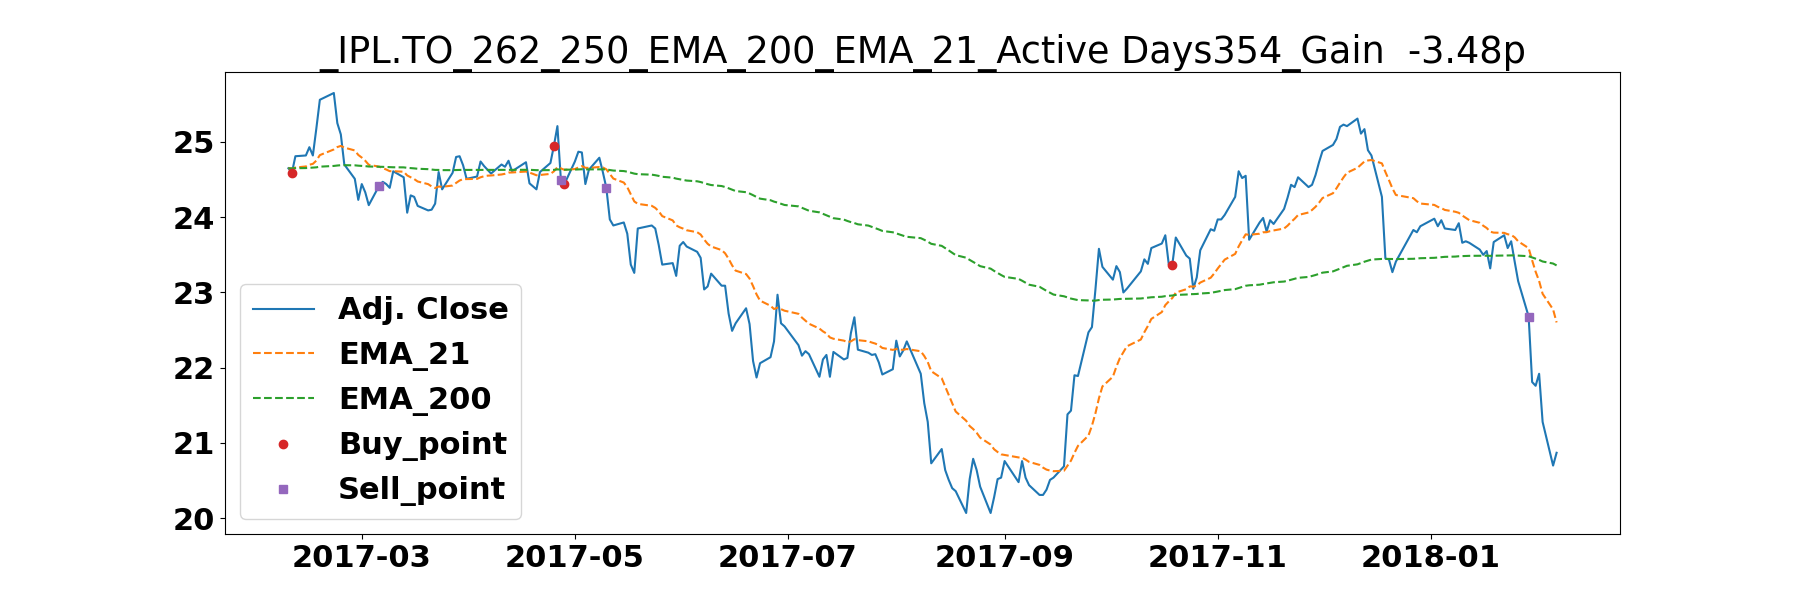 _IPL.TO_262_250_EMA_200_EMA_21_Active Days354_Gain  -3.48p
25
24
23
22
21
20
Adj. Close
EMA_21
EMA_200
Buy_point
Sell_point
2017-03 2017-05 2017-07 2017-09 2017-11 2018-01